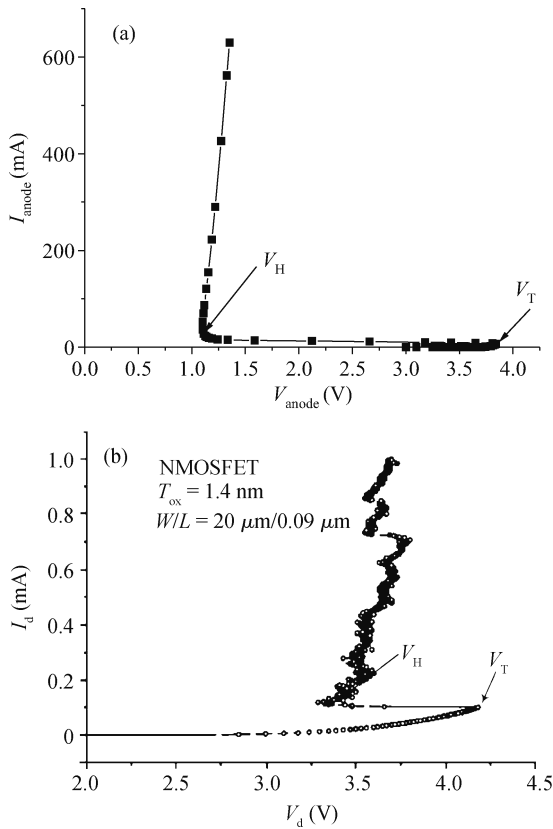 (a)
600
400
200
0
I_anode (mA)
V_H
V_T
0.0 0.5 1.0 1.5 2.0 2.5 3.0 3.5 4.0
V_anode (V)
(b)
NMOSFET
T_ox = 1.4 nm
W/L = 20 μm/0.09 μm
1.0
0.8
0.6
0.4
0.2
0
I_d (mA)
V_H
V_T
2.0 2.5 3.0 3.5 4.0 4.5
V_d (V)